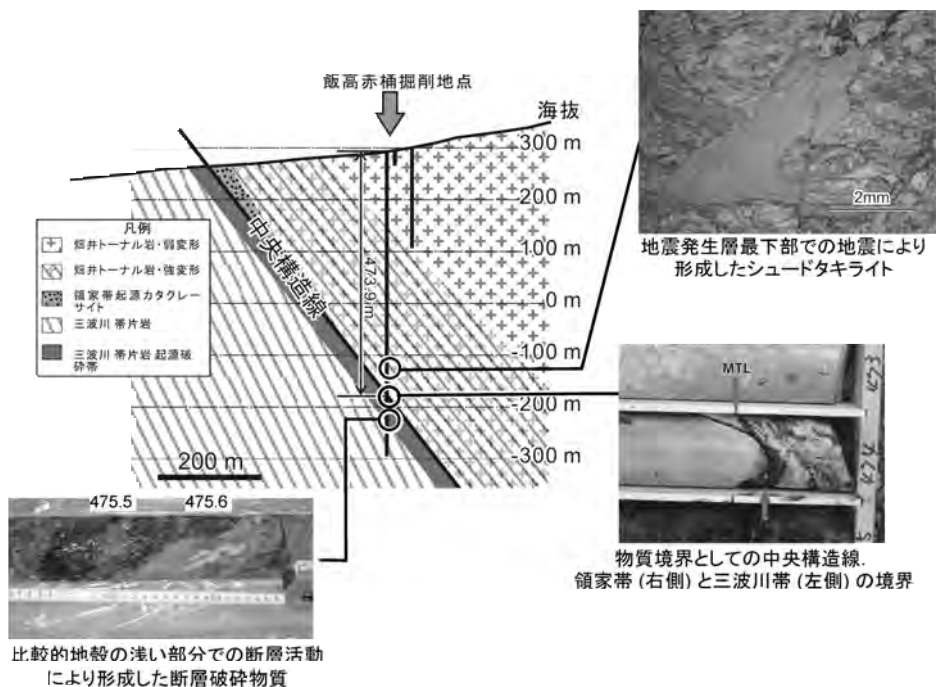 飯高赤桶掘削地点
海抜
300 m
200 m
100 m
0 m
-100 m
-200 m
-300 m
中央構造線
473.9 m
200 m
凡例
畑井トーナル岩・弱変形
畑井トーナル岩・強変形
領家帯起源カタクレー
サイト
三波川 帯片岩
三波川 帯片岩 起源破
砕帯
2mm
地震発生層最下部での地震により
形成したシュードタキライト
MTL
473
474
物質境界としての中央構造線.
領家帯 (右側) と三波川帯 (左側) の境界
475.5
475.6
比較的地殻の浅い部分での断層活動
により形成した断層破砕物質